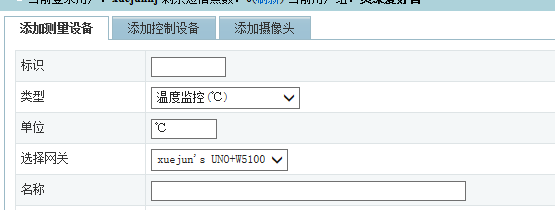 添加测量设备 添加控制设备 添加摄像头
标识
类型 温度监控(℃)
单位 ℃
选择网关 xuejun's UNO+W5100
名称